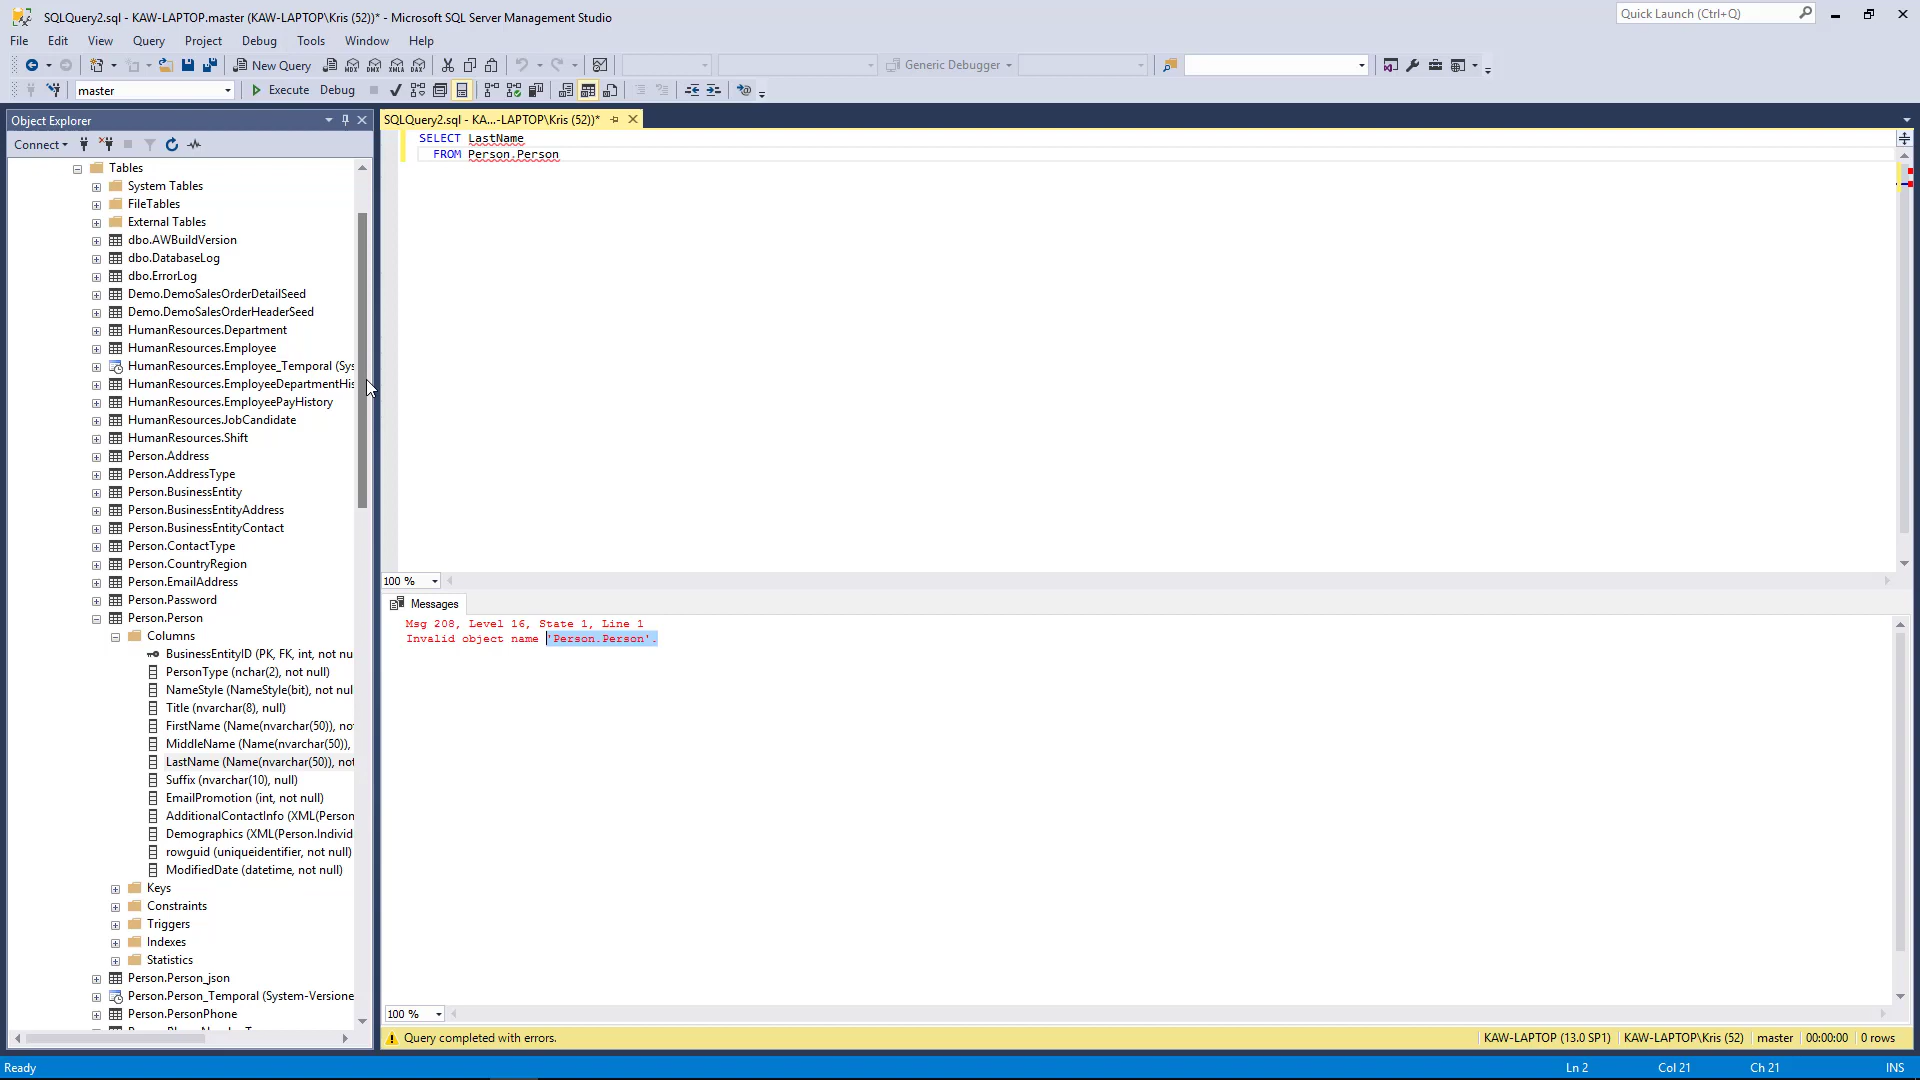 SQLQuery2.sql - KAW-LAPTOP.master (KAW-LAPTOP\Kris (52))* - Microsoft SQL Server Management Studio
Quick Launch (Ctrl+Q)
File Edit View Query Project Debug Tools Window Help
New Query MDX DMX XMLA DAX Generic Debugger
master Execute Debug
Object Explorer
SQLQuery2.sql - KA...-LAPTOP\Kris (52))*
Connect
SELECT LastName
FROM Person.Person
Tables
System Tables
FileTables
External Tables
dbo.AWBuildVersion
dbo.DatabaseLog
dbo.ErrorLog
Demo.DemoSalesOrderDetailSeed
Demo.DemoSalesOrderHeaderSeed
HumanResources.Department
HumanResources.Employee
HumanResources.Employee_Temporal (Sys
HumanResources.EmployeeDepartmentHis
HumanResources.EmployeePayHistory
HumanResources.JobCandidate
HumanResources.Shift
Person.Address
Person.AddressType
Person.BusinessEntity
Person.BusinessEntityAddress
Person.BusinessEntityContact
Person.ContactType
Person.CountryRegion
Person.EmailAddress
Person.Password
Person.Person
Columns
BusinessEntityID (PK, FK, int, not nu
PersonType (nchar(2), not null)
NameStyle (NameStyle(bit), not nul
Title (nvarchar(8), null)
FirstName (Name(nvarchar(50)), no
MiddleName (Name(nvarchar(50)),
LastName (Name(nvarchar(50)), not
Suffix (nvarchar(10), null)
EmailPromotion (int, not null)
AdditionalContactInfo (XML(Person
Demographics (XML(Person.Individ
rowguid (uniqueidentifier, not null)
ModifiedDate (datetime, not null)
Keys
Constraints
Triggers
Indexes
Statistics
Person.Person_json
Person.Person_Temporal (System-Versione
Person.PersonPhone
100 %
Messages
Msg 208, Level 16, State 1, Line 1
Invalid object name 'Person.Person'.
100 %
Query completed with errors.
KAW-LAPTOP (13.0 SP1) KAW-LAPTOP\Kris (52) master 00:00:00 0 rows
Ready Ln 2 Col 21 Ch 21 INS